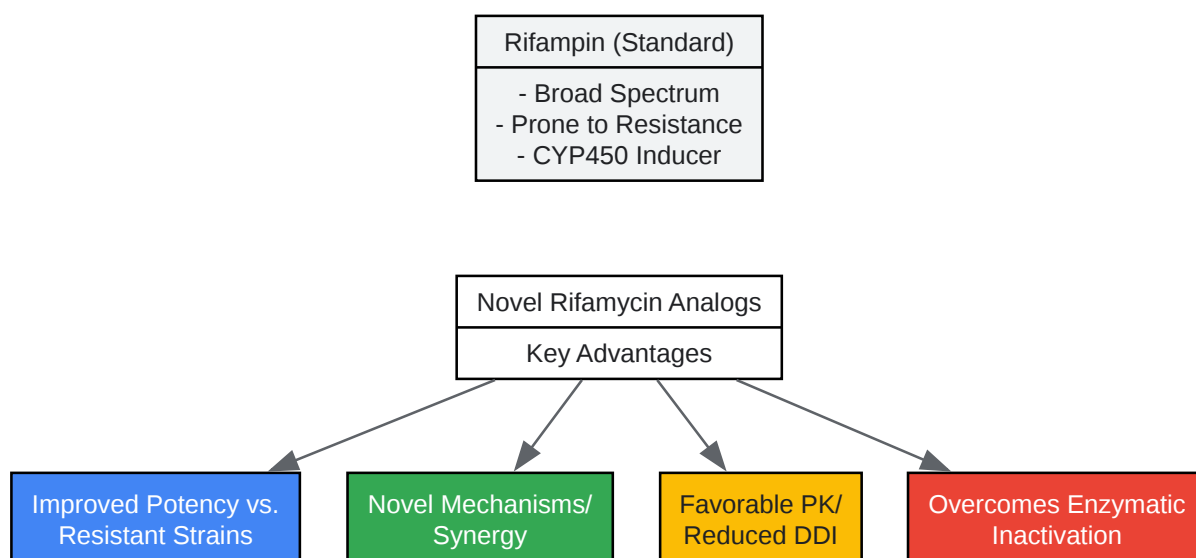 Rifampin (Standard)
- Broad Spectrum
- Prone to Resistance
- CYP450 Inducer
Novel Rifamycin Analogs
Key Advantages
Improved Potency vs.
Resistant Strains
Novel Mechanisms/
Synergy
Favorable PK/
Reduced DDI
Overcomes Enzymatic
Inactivation